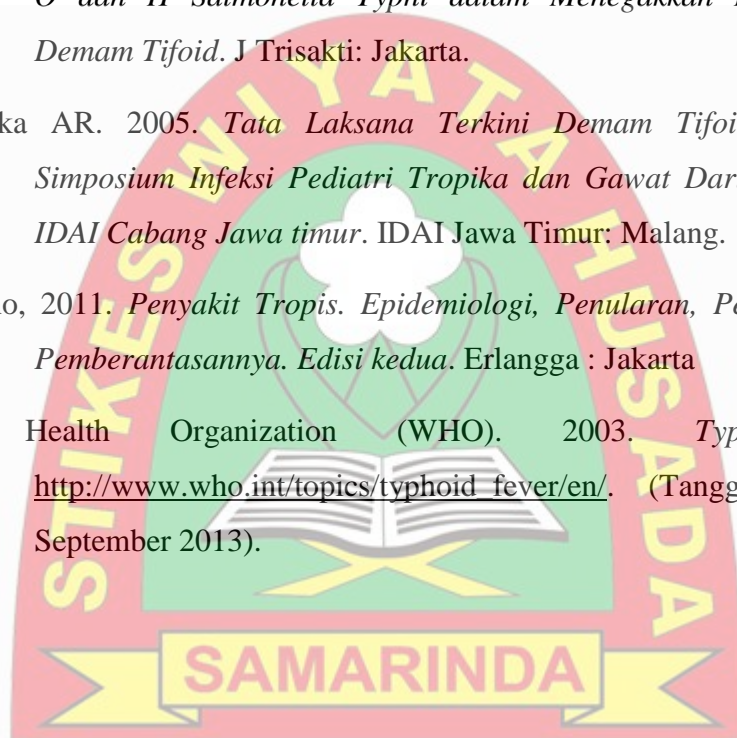 O dan H Salmonella Typhi dalam Menegakkan
Demam Tifoid. J Trisakti: Jakarta.
ka AR. 2005. Tata Laksana Terkini Demam Tifoi
Simposium Infeksi Pediatri Tropika dan Gawat Dar
IDAI Cabang Jawa timur. IDAI Jawa Timur: Malang.
o, 2011. Penyakit Tropis. Epidemiologi, Penularan, Pe
Pemberantasannya. Edisi kedua. Erlangga : Jakarta
Health Organization (WHO). 2003. Typ
http://www.who.int/topics/typhoid_fever/en/. (Tangg
September 2013).
STIKES WIYATA HUSADA
SAMARINDA